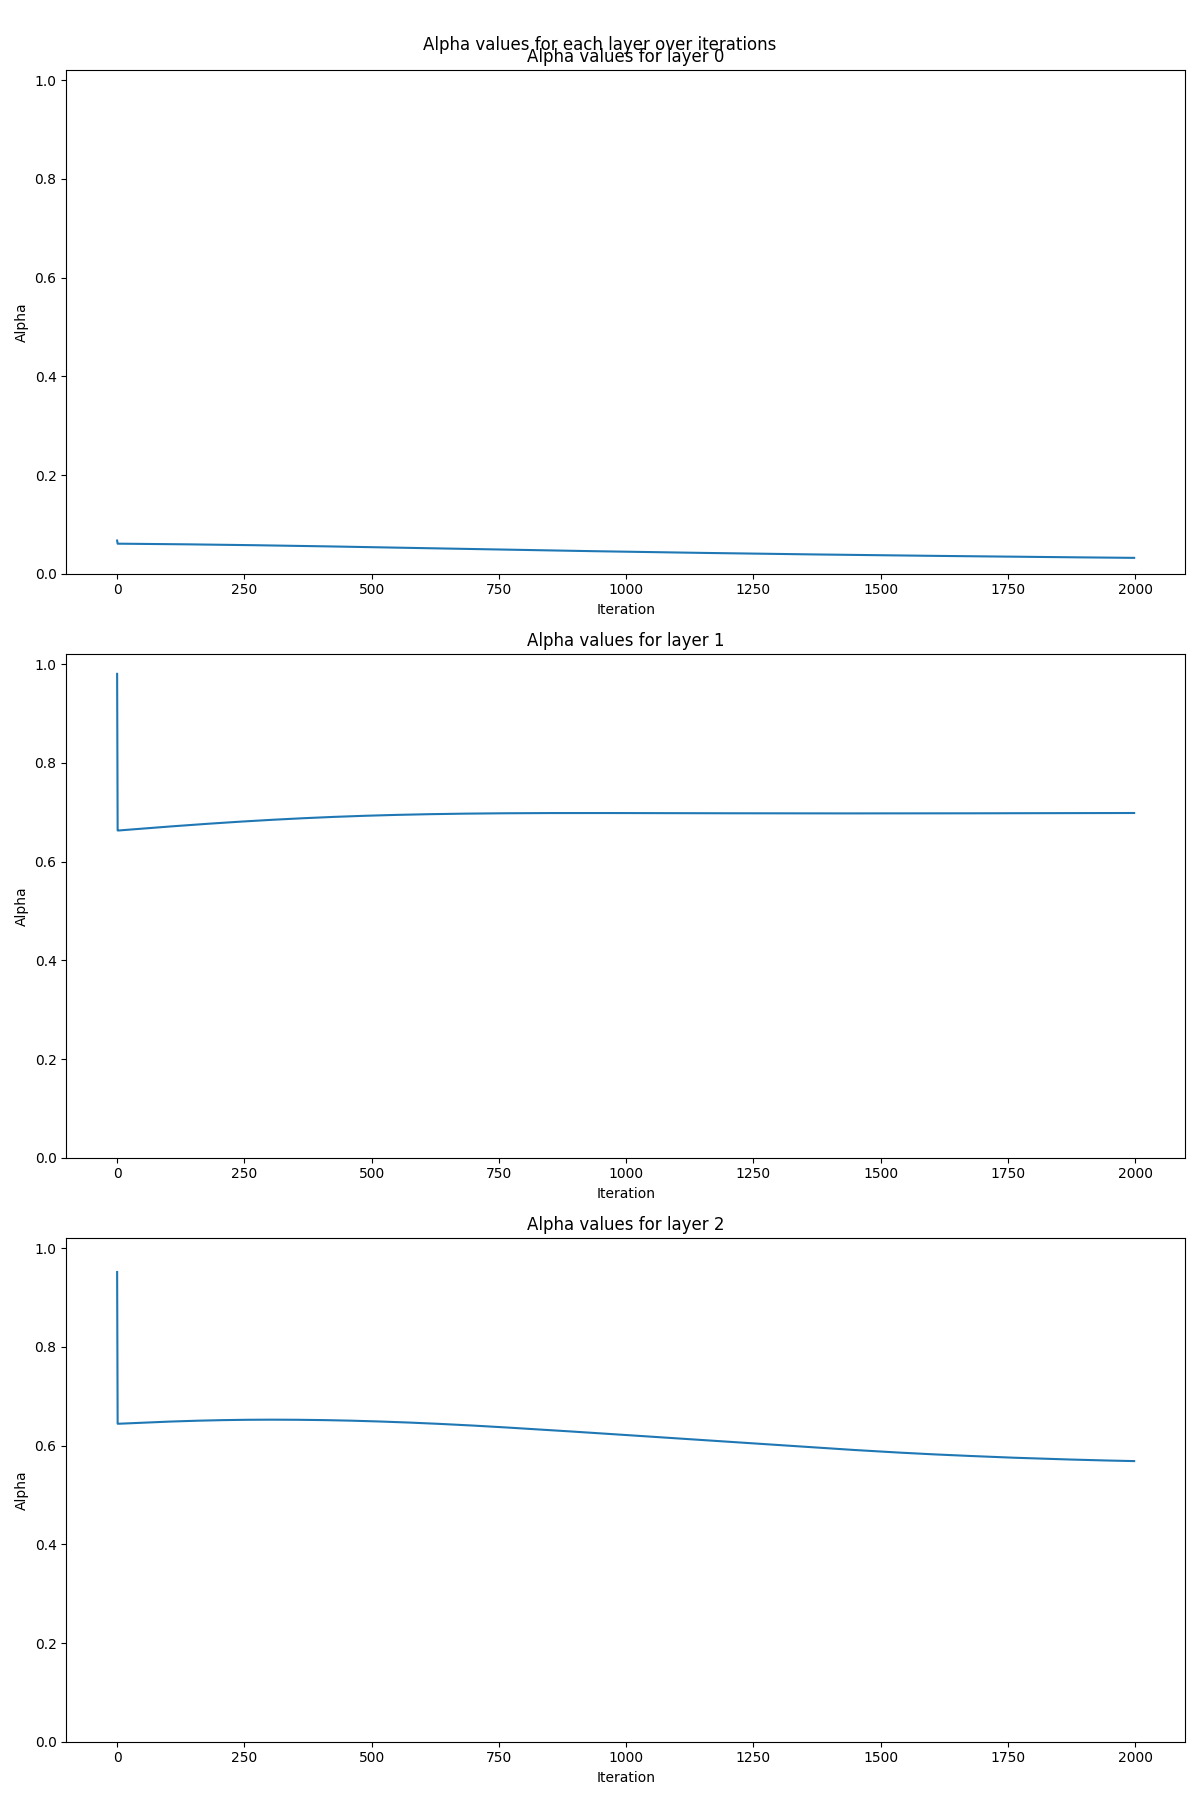 Alpha values for each layer over iterations
Alpha values for layer 0
1.0
0.8
0.6
0.4
0.2
0.0
Alpha
0 250 500 750 1000 1250 1500 1750 2000
Iteration
Alpha values for layer 1
1.0
0.8
0.6
0.4
0.2
0.0
Alpha
0 250 500 750 1000 1250 1500 1750 2000
Iteration
Alpha values for layer 2
1.0
0.8
0.6
0.4
0.2
0.0
Alpha
0 250 500 750 1000 1250 1500 1750 2000
Iteration